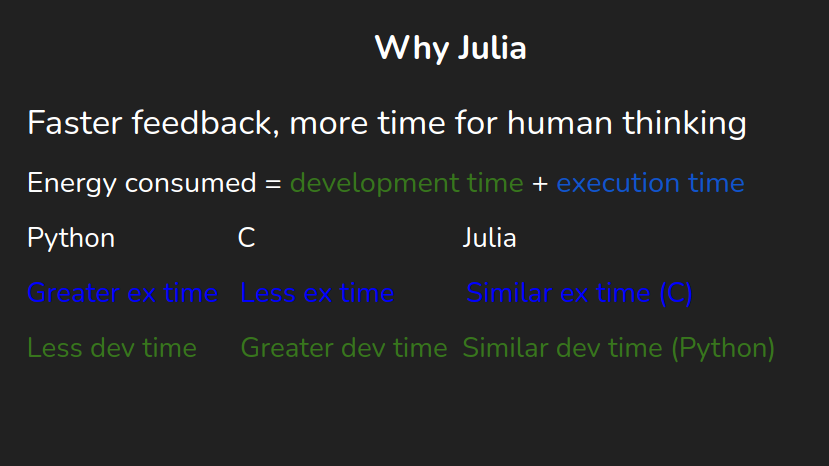 Why Julia
Faster feedback, more time for human thinking
Energy consumed = development time + execution time
Python C Julia
Greater ex time Less ex time Similar ex time (C)
Less dev time Greater dev time Similar dev time (Python)